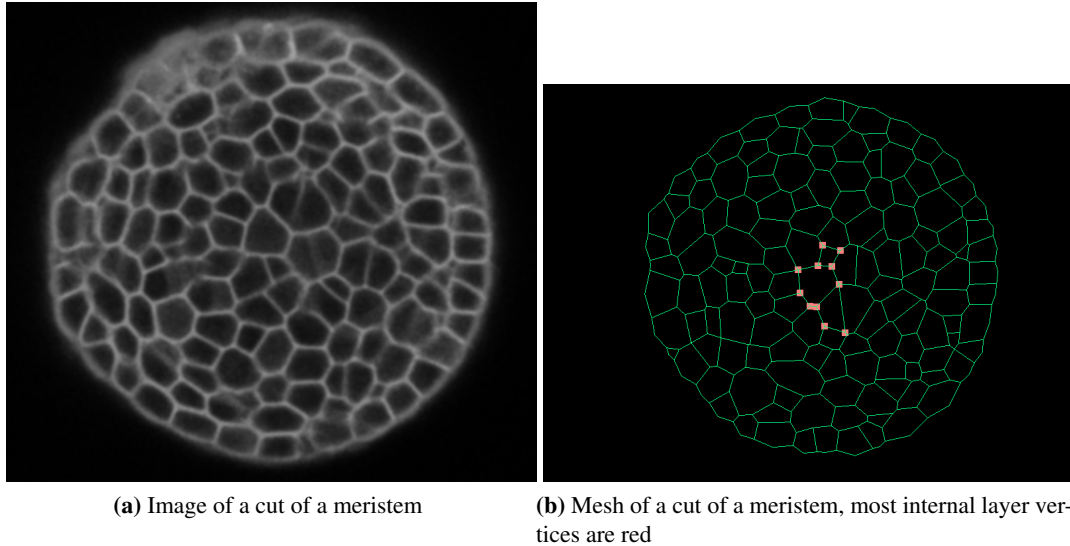 (a) Image of a cut of a meristem
(b) Mesh of a cut of a meristem, most internal layer ver-
tices are red